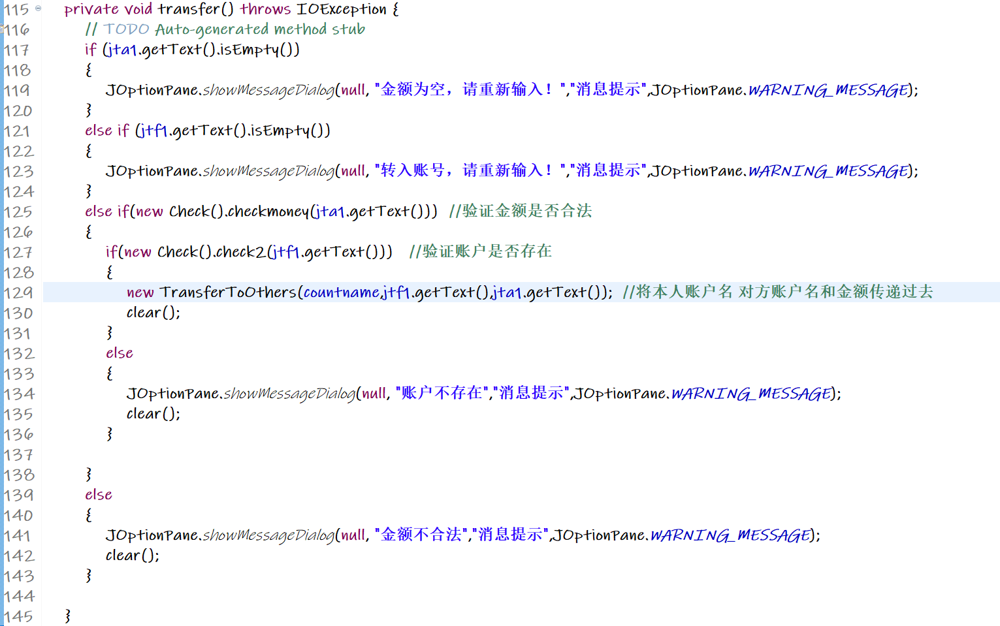 115 private void transfer() throws IOException {
116 // TODO Auto-generated method stub
117 if (jta1.getText().isEmpty())
118 {
119 JOptionPane.showMessageDialog(null, "金额为空，请重新输入！","消息提示",JOptionPane.WARNING_MESSAGE);
120 }
121 else if (jtf1.getText().isEmpty())
122 {
123 JOptionPane.showMessageDialog(null, "转入账号，请重新输入！","消息提示",JOptionPane.WARNING_MESSAGE);
124 }
125 else if(new Check().checkmoney(jta1.getText())) //验证金额是否合法
126 {
127 if(new Check().check2(jtf1.getText())) //验证账户是否存在
128 {
129 new TransferToOthers(countname,jtf1.getText(),jta1.getText()); //将本人账户名 对方账户名和金额传递过去
130 clear();
131 }
132 else
133 {
134 JOptionPane.showMessageDialog(null, "账户不存在","消息提示",JOptionPane.WARNING_MESSAGE);
135 clear();
136 }
137
138 }
139 else
140 {
141 JOptionPane.showMessageDialog(null, "金额不合法","消息提示",JOptionPane.WARNING_MESSAGE);
142 clear();
143 }
144
145 }